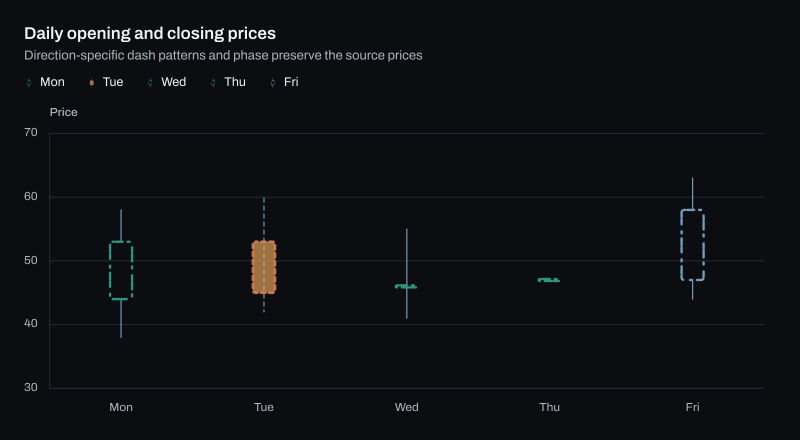 Daily opening and closing prices
Direction-specific dash patterns and phase preserve the source prices
Mon Tue Wed Thu Fri
Price
70
60
50
40
30
Mon Tue Wed Thu Fri